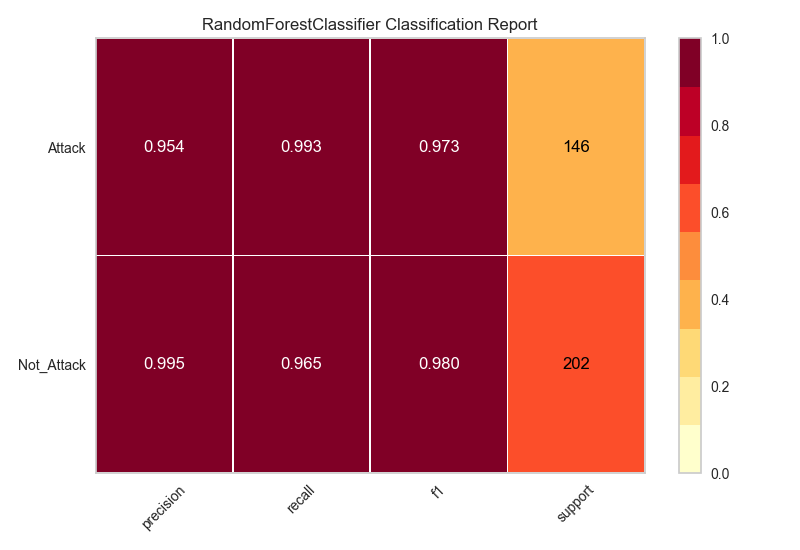 RandomForestClassifier Classification Report
Attack 0.954 0.993 0.973 146
Not_Attack 0.995 0.965 0.980 202
precision recall f1 support
1.0
0.8
0.6
0.4
0.2
0.0